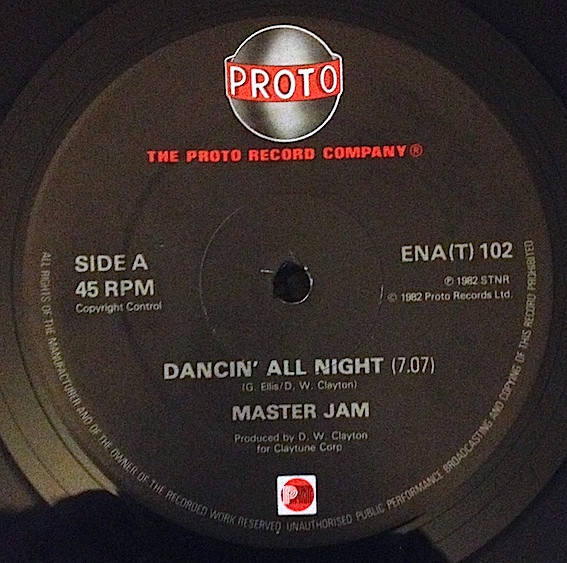 PROTO
THE PROTO RECORD COMPANY ®
SIDE A
45 RPM
Copyright Control
ENA(T) 102
℗ 1982 STNR
© 1982 Proto Records Ltd.
DANCIN' ALL NIGHT (7.07)
(G. Ellis/D. W. Clayton)
MASTER JAM
Produced by D. W. Clayton
for Claytune Corp
ALL RIGHTS OF THE MANUFACTURER AND OF THE OWNER OF THE RECORDED WORK RESERVED. UNAUTHORISED PUBLIC PERFORMANCE BROADCASTING AND COPYING OF THIS RECORD PROHIBITED